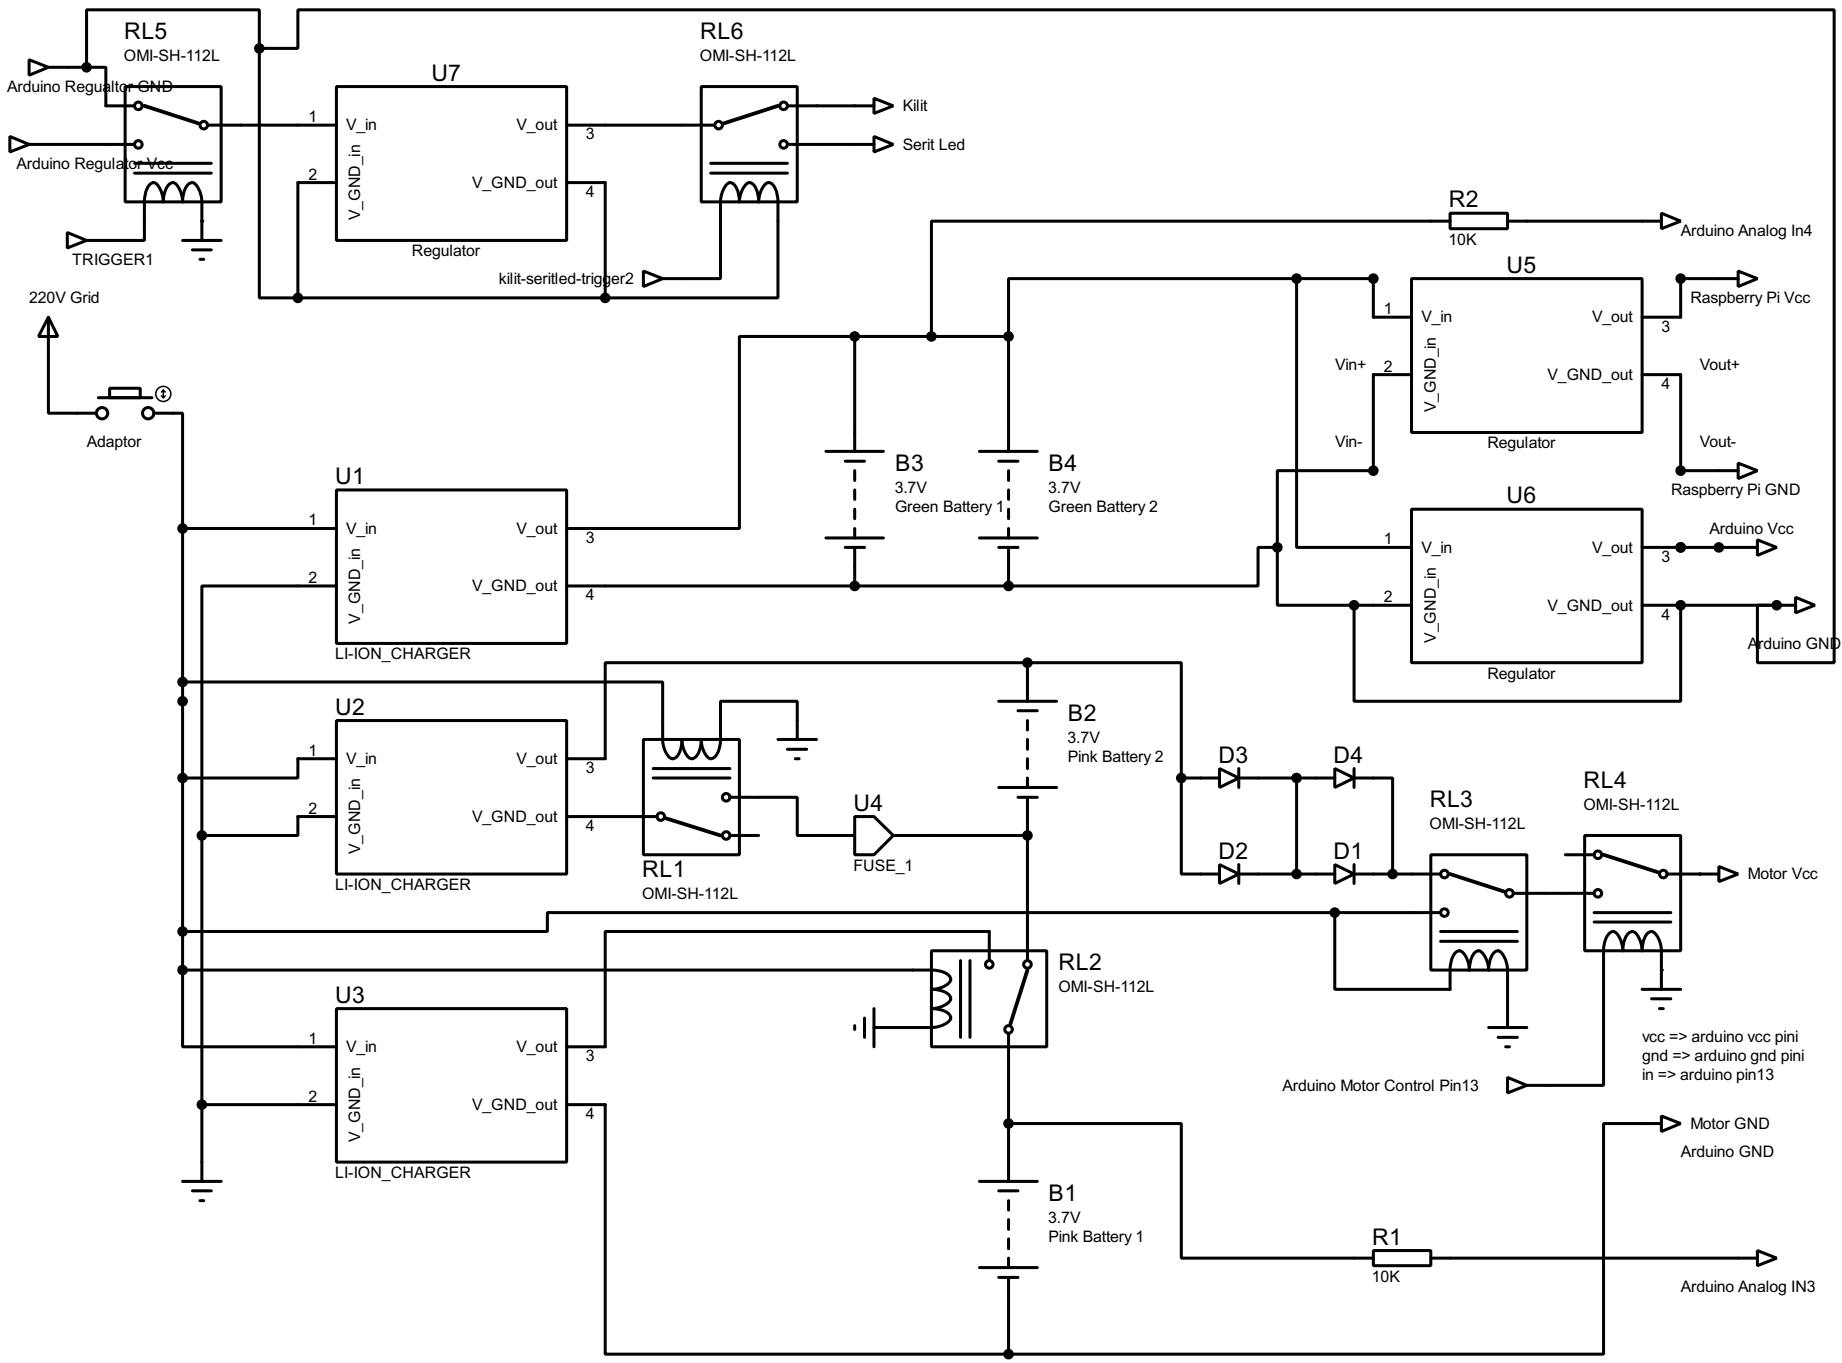 RL5
OMI-SH-112L
Arduino Regualtor GND
Arduino Regulator Vcc
TRIGGER1
U7
1
V_in
V_out
3
2
V_GND_in
V_GND_out
4
Regulator
RL6
OMI-SH-112L
Kilit
Serit Led
kilit-seritled-trigger2
R2
10K
Arduino Analog In4
220V Grid
Adaptor
U5
1
V_in
V_out
3
Raspberry Pi Vcc
Vin+
2
V_GND_in
V_GND_out
4
Vout+
Vin-
Vout-
Regulator
Raspberry Pi GND
U1
1
V_in
V_out
3
2
V_GND_in
V_GND_out
4
LI-ION_CHARGER
B3
3.7V
Green Battery 1
B4
3.7V
Green Battery 2
U6
1
V_in
V_out
3
Arduino Vcc
2
V_GND_in
V_GND_out
4
Arduino GND
Regulator
U2
1
V_in
V_out
3
2
V_GND_in
V_GND_out
4
LI-ION_CHARGER
RL1
OMI-SH-112L
U4
FUSE_1
B2
3.7V
Pink Battery 2
D3
D4
D2
D1
RL3
OMI-SH-112L
RL4
OMI-SH-112L
Motor Vcc
RL2
OMI-SH-112L
U3
1
V_in
V_out
3
2
V_GND_in
V_GND_out
4
LI-ION_CHARGER
vcc => arduino vcc pini
gnd => arduino gnd pini
in => arduino pin13
Arduino Motor Control Pin13
Motor GND
Arduino GND
B1
3.7V
Pink Battery 1
R1
10K
Arduino Analog IN3